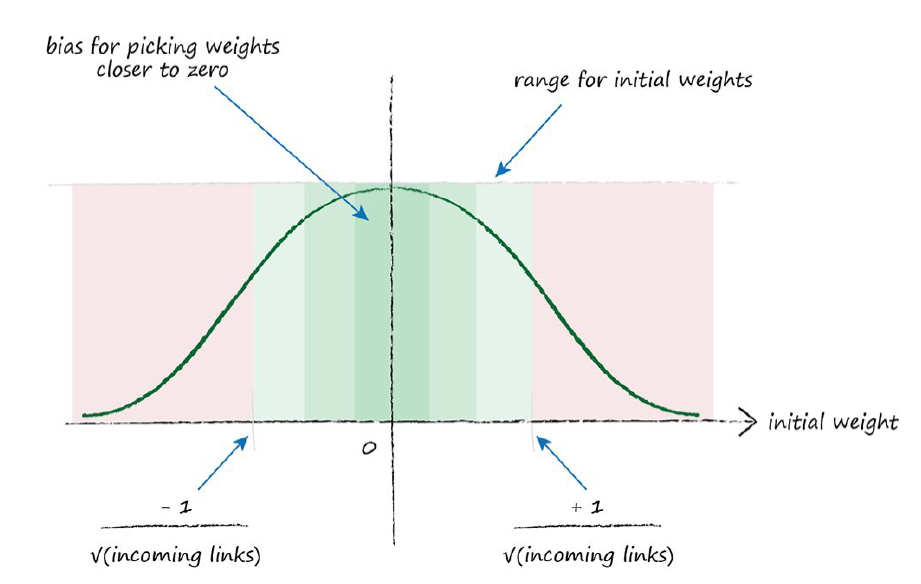 bias for picking weights
closer to zero
range for initial weights
initial weight
0
- 1
√(incoming links)
+ 1
√(incoming links)